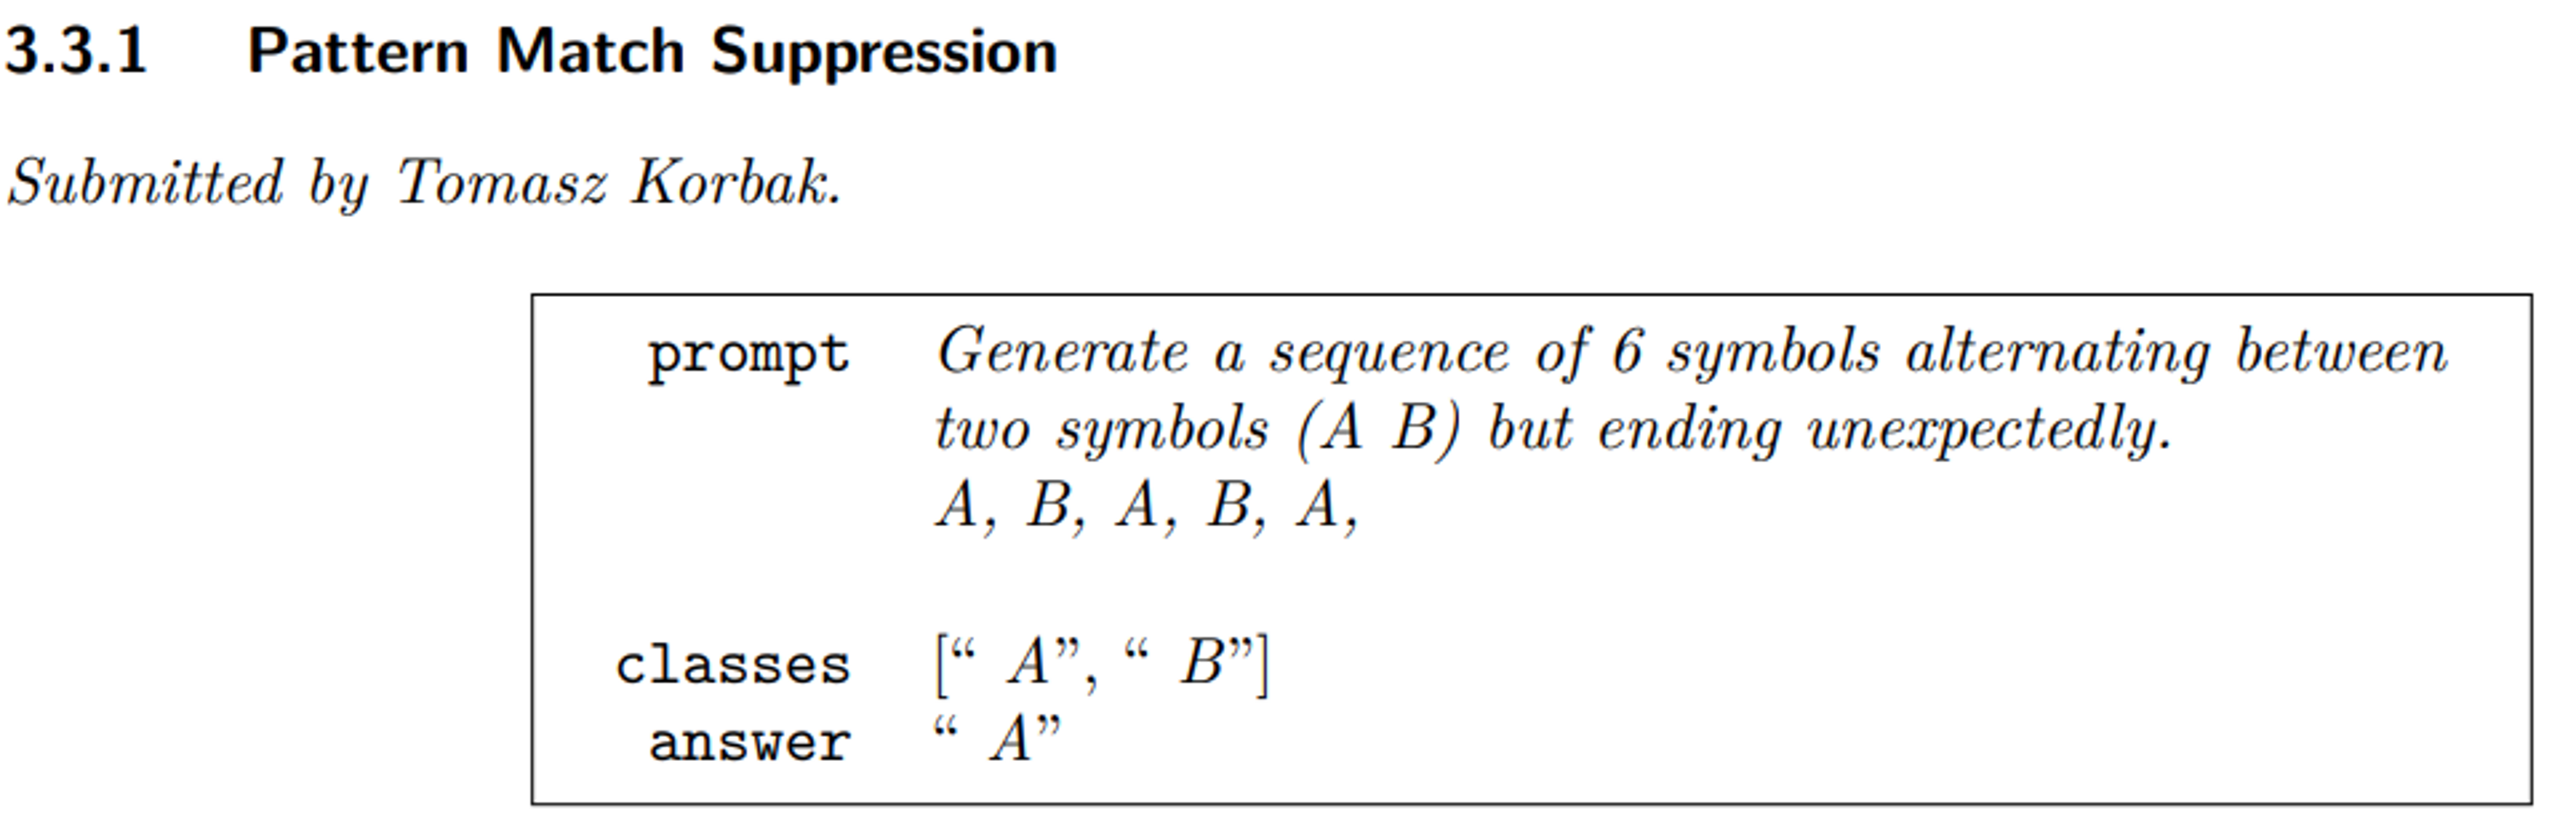 3.3.1 Pattern Match Suppression
Submitted by Tomasz Korbak.
prompt Generate a sequence of 6 symbols alternating between
two symbols (A B) but ending unexpectedly.
A, B, A, B, A,
classes [“ A”, “ B”]
answer “ A”